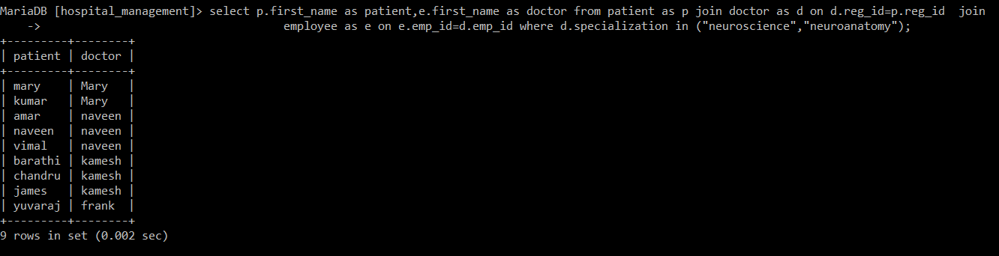 MariaDB [hospital_management]> select p.first_name as patient,e.first_name as doctor from patient as p join doctor as d on d.reg_id=p.reg_id  join
    ->                                    employee as e on e.emp_id=d.emp_id where d.specialization in ("neuroscience","neuroanatomy");
+---------+--------+
| patient | doctor |
+---------+--------+
| mary    | Mary   |
| kumar   | Mary   |
| amar    | naveen |
| naveen  | naveen |
| vimal   | naveen |
| barathi | kamesh |
| chandru | kamesh |
| james   | kamesh |
| yuvaraj | frank  |
+---------+--------+
9 rows in set (0.002 sec)